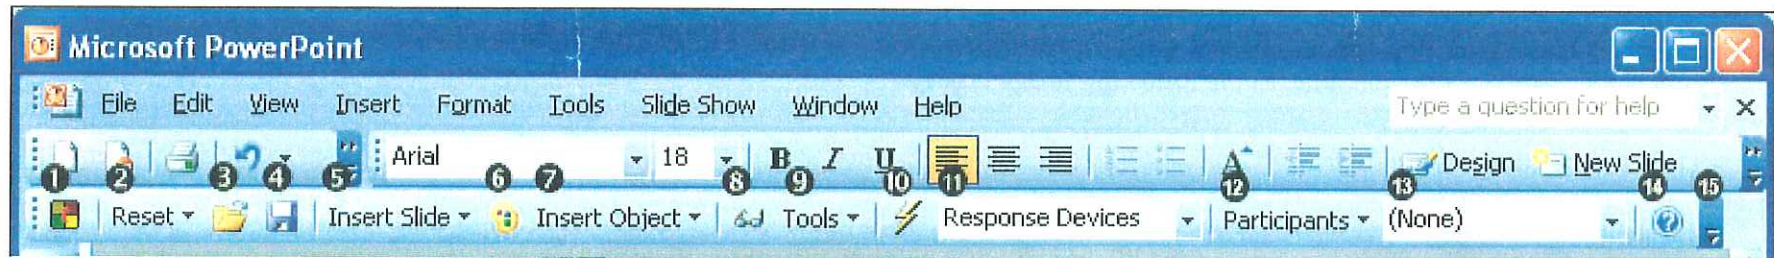 Microsoft PowerPoint
File Edit View Insert Format Tools Slide Show Window Help Type a question for help
Arial 18 B I U A Design New Slide
1 2 3 4 5 6 7 8 9 10 11 12 13 14 15
Reset Insert Slide Insert Object Tools Response Devices Participants (None)